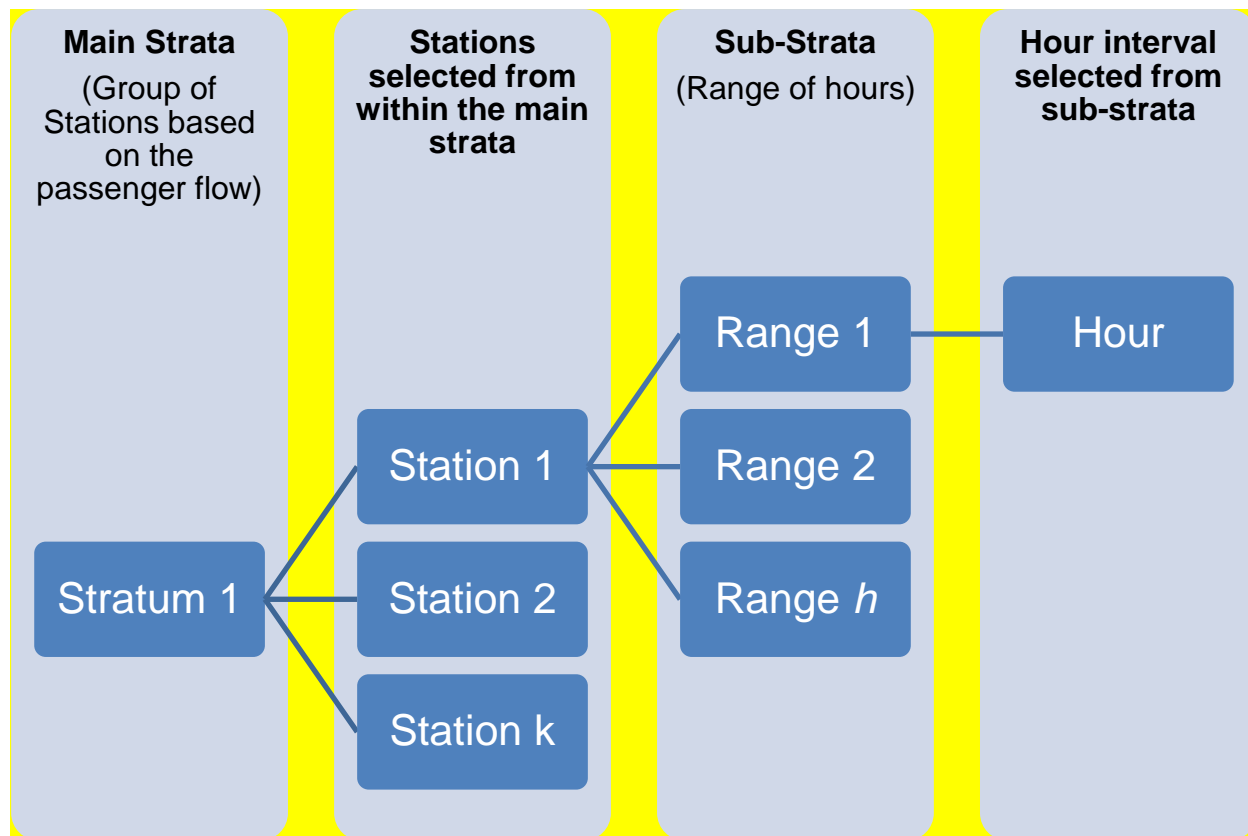 Main Strata
(Group of
Stations based
on the
passenger flow)
Stations
selected from
within the main
strata
Sub-Strata
(Range of hours)
Hour interval
selected from
sub-strata
Stratum 1
Station 1
Station 2
Station k
Range 1
Range 2
Range h
Hour